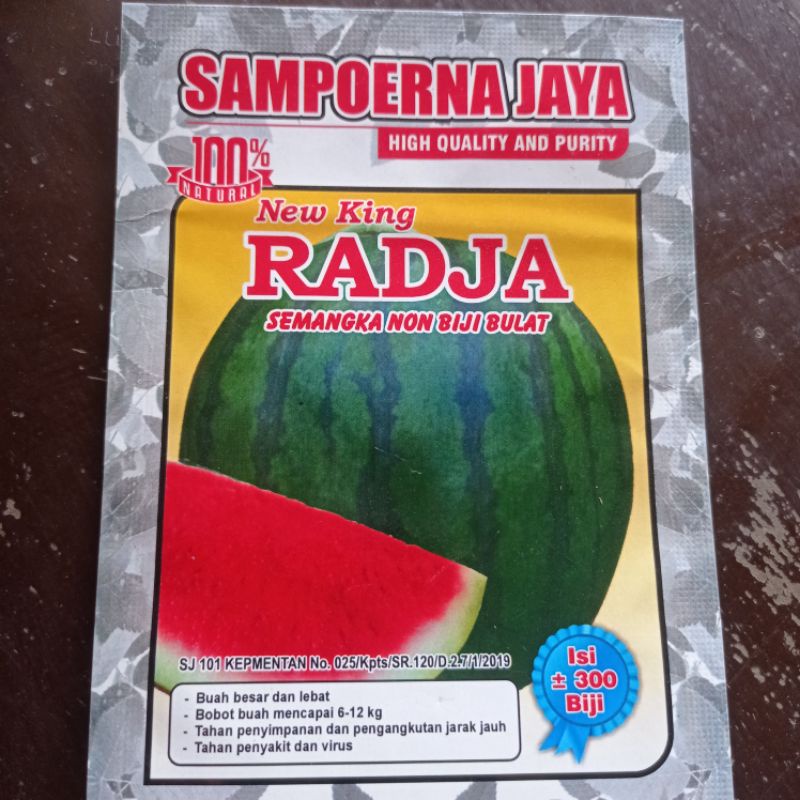 SAMPOERNA JAYA
HIGH QUALITY AND PURITY
100%
NATURAL
New King
RADJA
SEMANGKA NON BIJI BULAT
SJ 101 KEPMENTAN No. 025/Kpts/SR.120/D.2.7/1/2019
- Buah besar dan lebat
- Bobot buah mencapai 6-12 kg
- Tahan penyimpanan dan pengangkutan jarak jauh
- Tahan penyakit dan virus
Isi
± 300
Biji